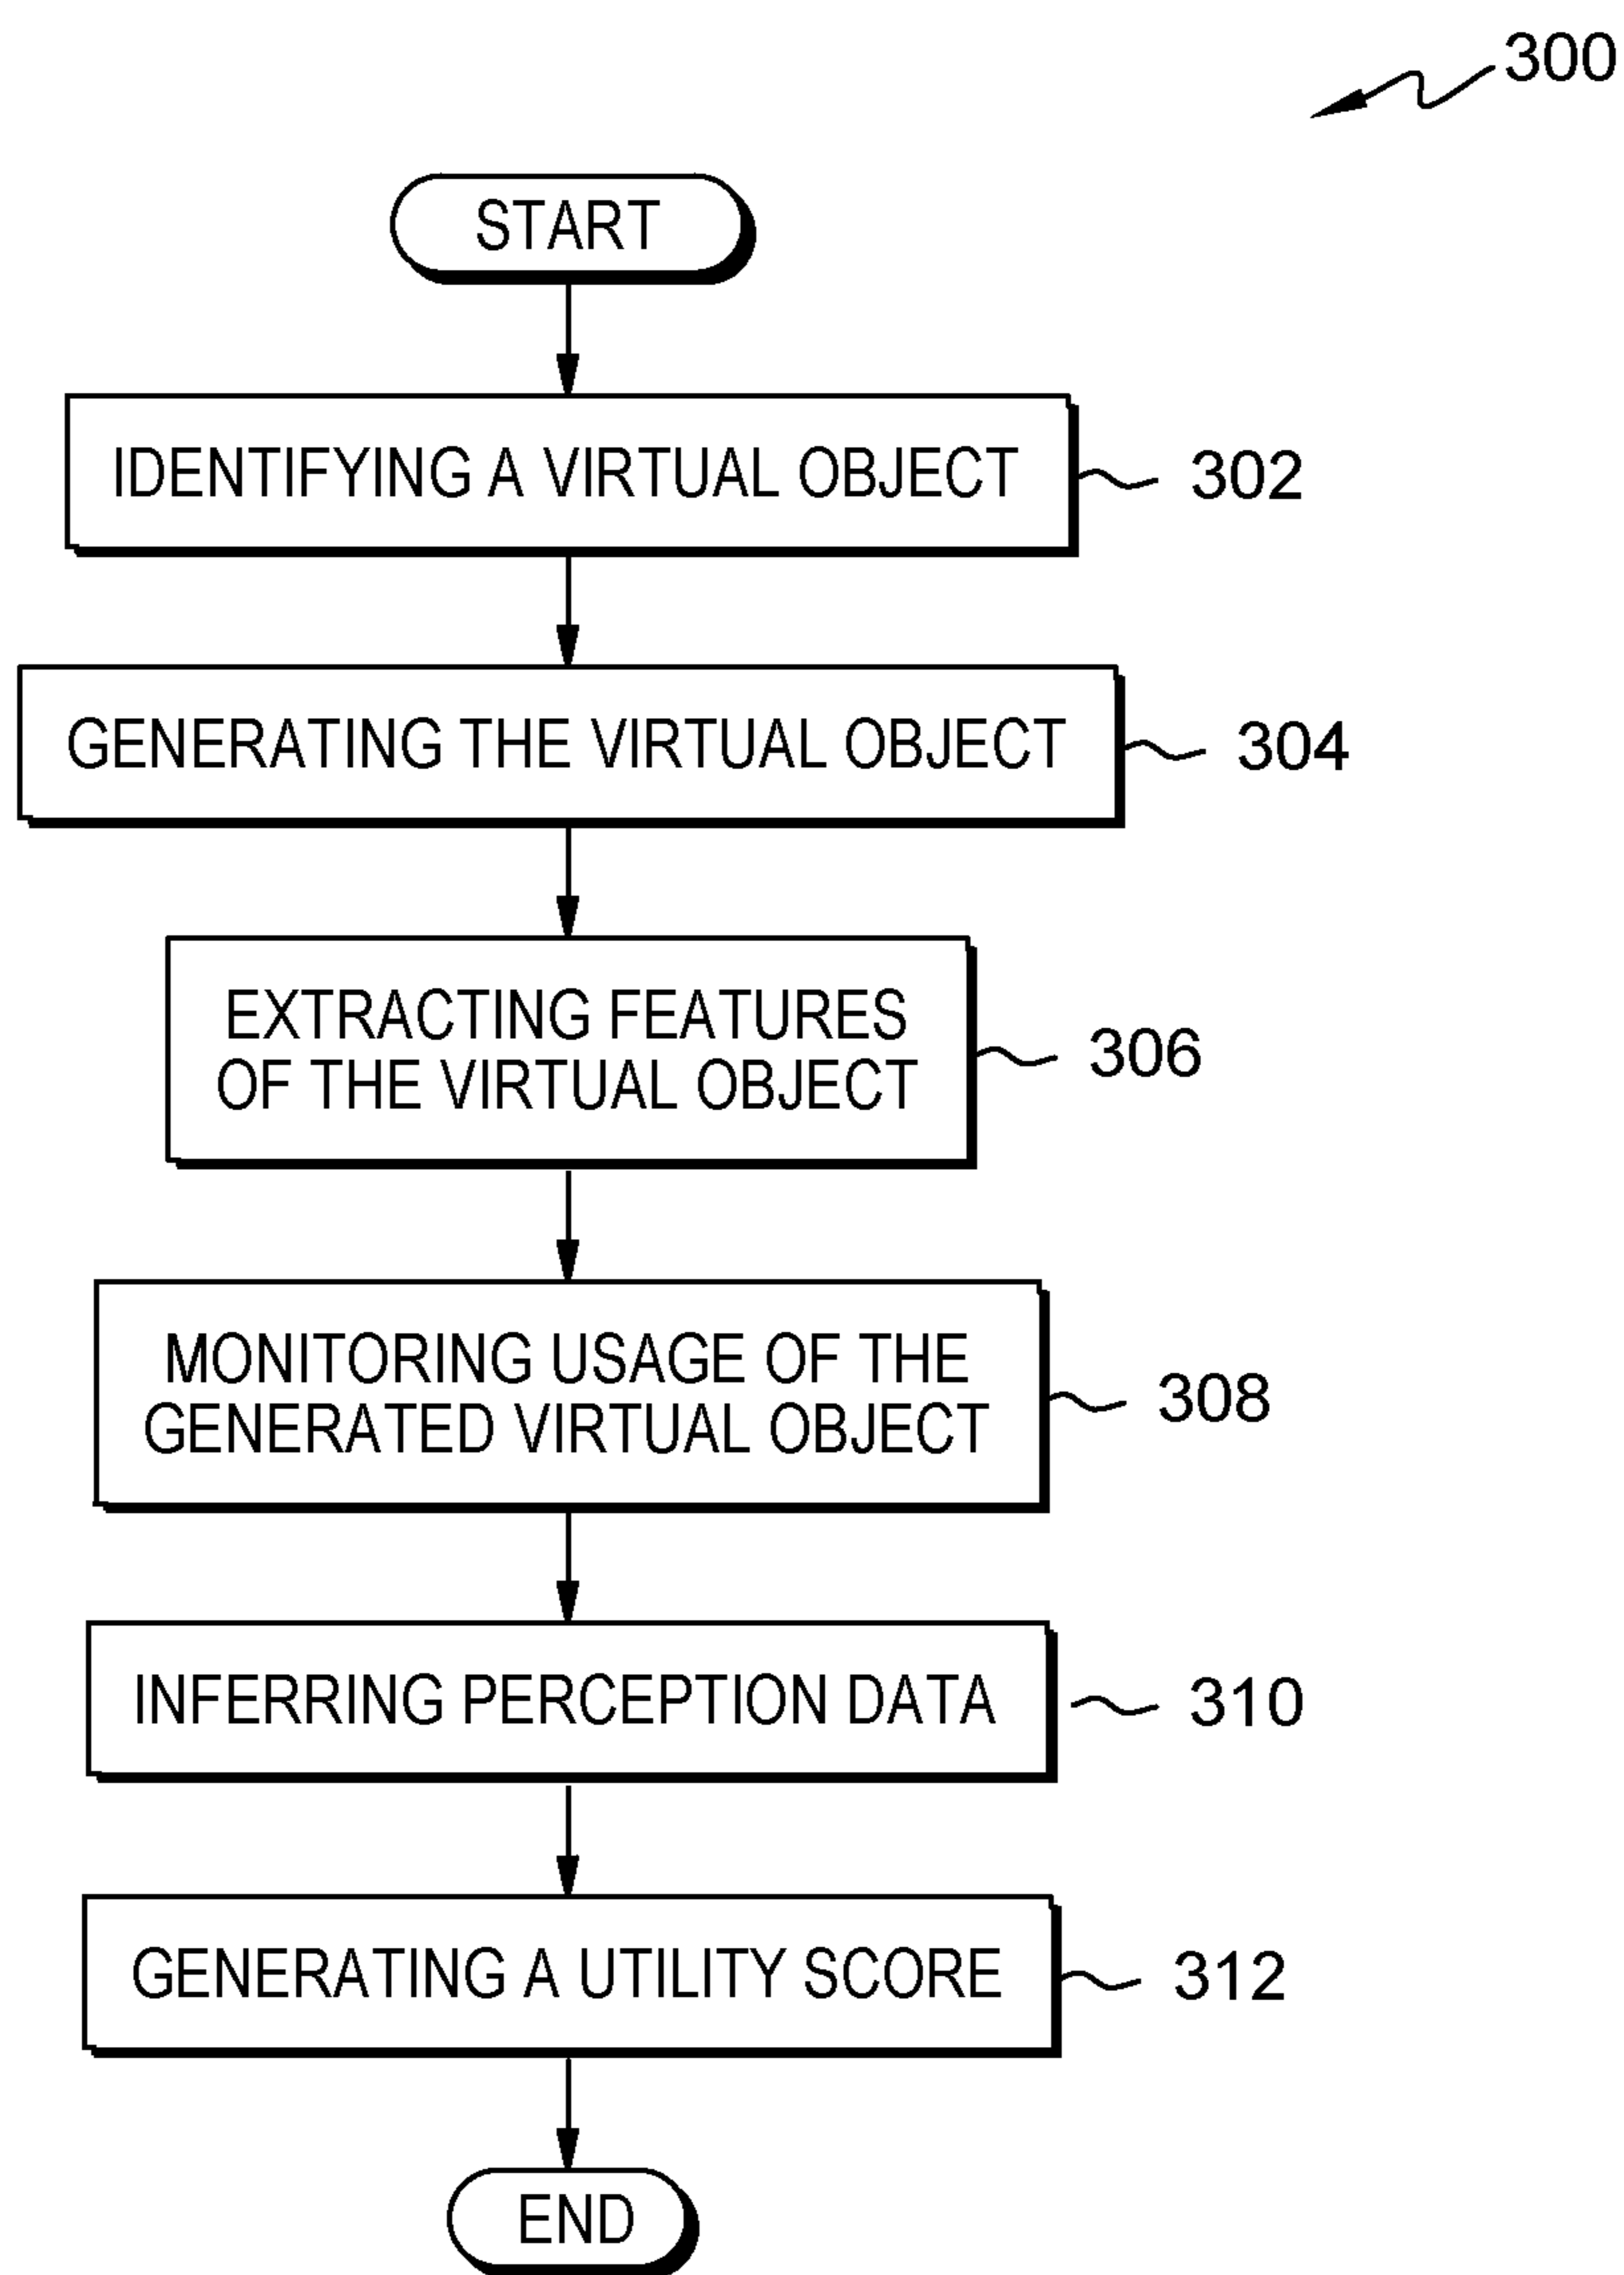 300
START
IDENTIFYING A VIRTUAL OBJECT
302
GENERATING THE VIRTUAL OBJECT
304
EXTRACTING FEATURES
OF THE VIRTUAL OBJECT
306
MONITORING USAGE OF THE
GENERATED VIRTUAL OBJECT
308
INFERRING PERCEPTION DATA
310
GENERATING A UTILITY SCORE
312
END